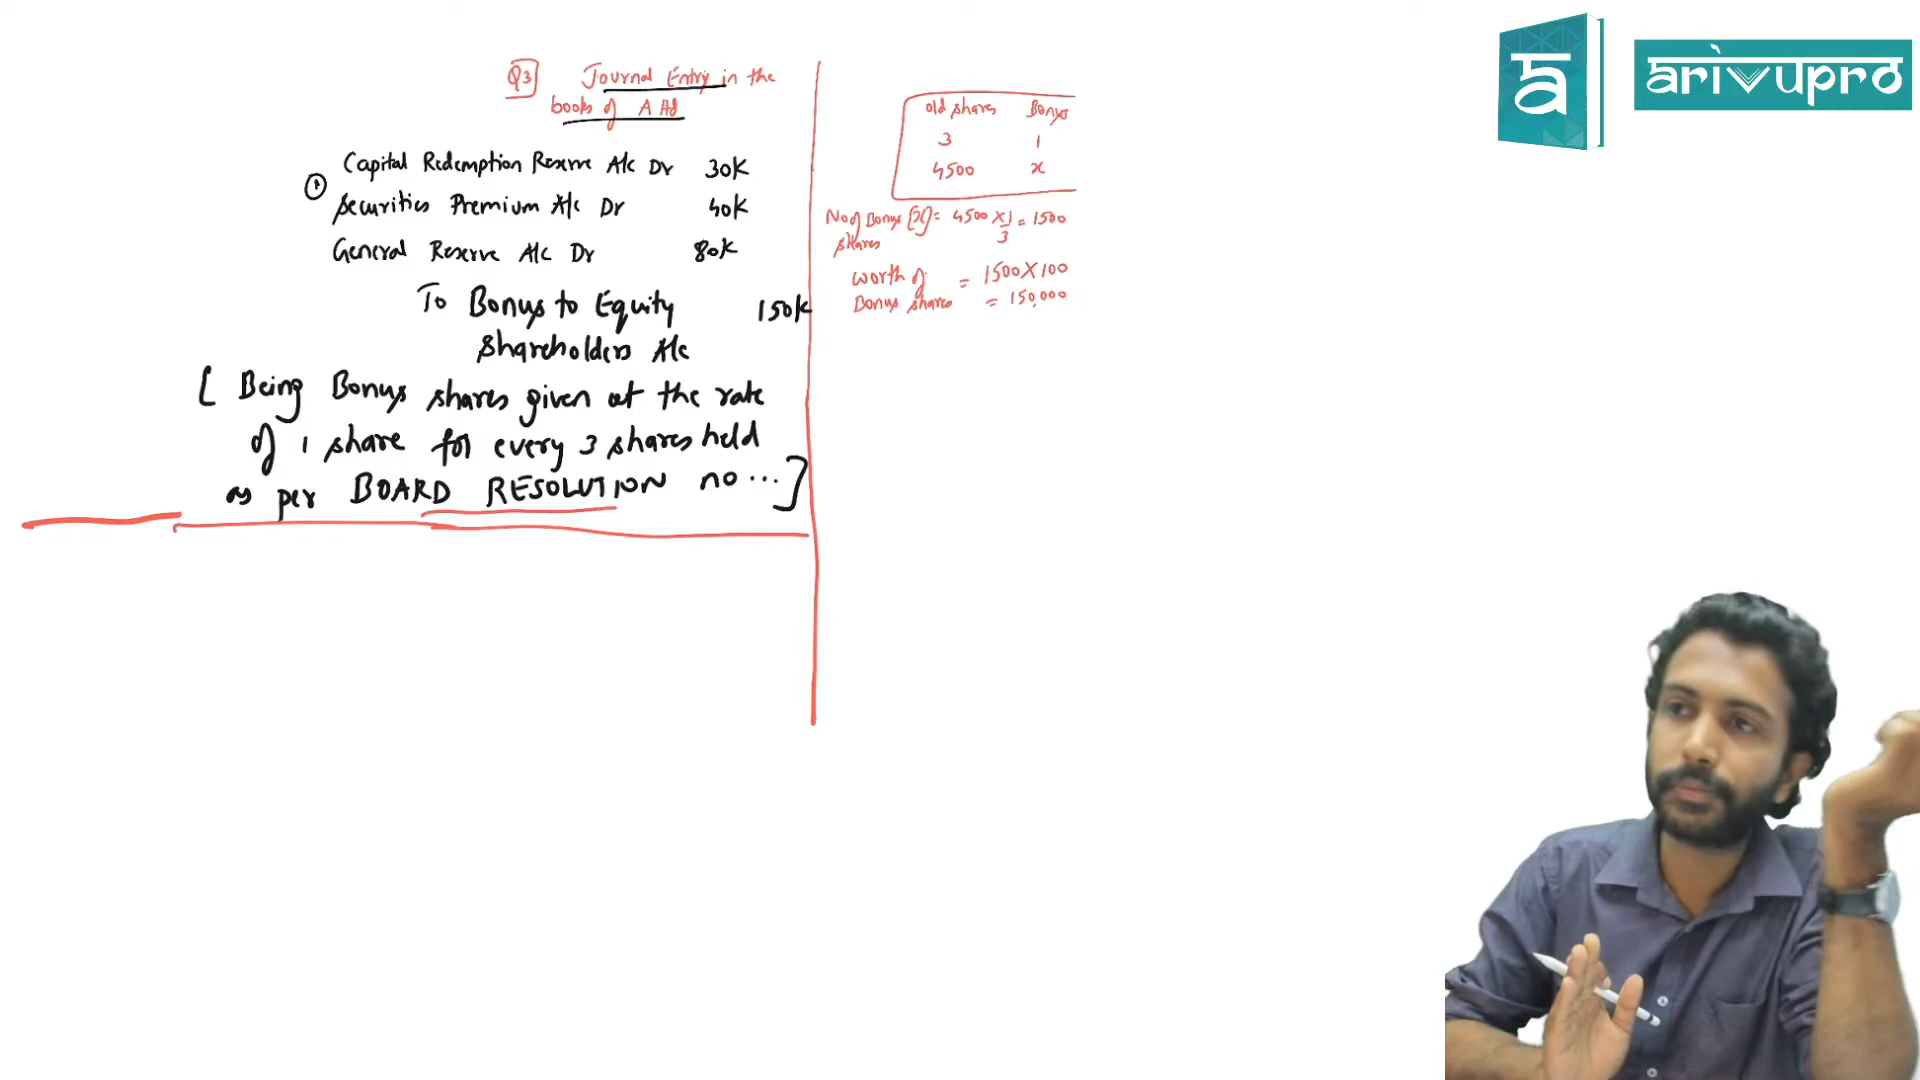 Q3 Journal Entry in the
books of A ltd
① Capital Redemption Reserve A/c Dr 30K
Securities Premium A/c Dr 40K
General Reserve A/c Dr 80K
To Bonus to Equity 150K
Shareholders A/c
[ Being Bonus shares given at the rate
of 1 share for every 3 shares held
as per BOARD RESOLUTION no ... ]
old shares Bonus
3 1
4500 x
No of Bonus [x] = 4500 X 1/3 = 1500
shares
worth of = 1500 X 100
Bonus shares = 150,000
arivupro